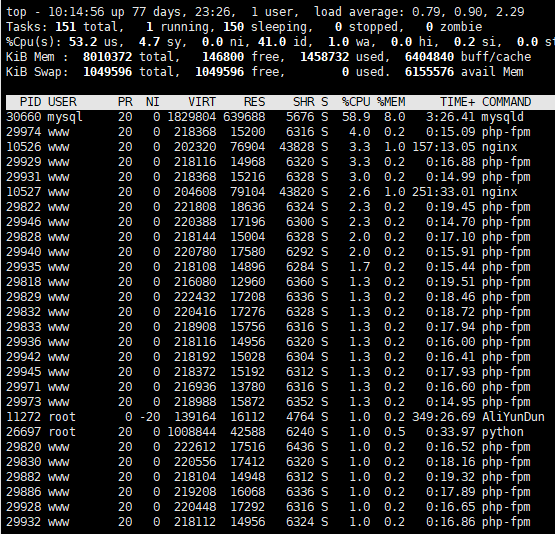 top - 10:14:56 up 77 days, 23:26,  1 user,  load average: 0.79, 0.90, 2.29
Tasks: 151 total,   1 running, 150 sleeping,   0 stopped,   0 zombie
%Cpu(s): 53.2 us,  4.7 sy,  0.0 ni, 41.0 id,  1.0 wa,  0.0 hi,  0.2 si,  0.0 st
KiB Mem :  8010372 total,   146800 free,  1458732 used,  6404840 buff/cache
KiB Swap:  1049596 total,  1049596 free,        0 used.  6155576 avail Mem
PID USER      PR  NI    VIRT    RES    SHR S  %CPU %MEM     TIME+ COMMAND
30660 mysql     20   0 1829804 639688   5676 S  58.9  8.0   3:26.41 mysqld
29974 www       20   0  218368  15200   6316 S   4.0  0.2   0:15.09 php-fpm
10526 www       20   0  202320  76904  43828 S   3.3  1.0 157:13.05 nginx
29929 www       20   0  218116  14968   6320 S   3.3  0.2   0:16.88 php-fpm
29931 www       20   0  218368  15216   6328 S   3.0  0.2   0:14.99 php-fpm
10527 www       20   0  204608  79104  43820 S   2.6  1.0 251:33.01 nginx
29822 www       20   0  221808  18636   6324 S   2.3  0.2   0:19.45 php-fpm
29946 www       20   0  220388  17196   6300 S   2.3  0.2   0:14.70 php-fpm
29828 www       20   0  218144  15004   6328 S   2.0  0.2   0:17.10 php-fpm
29940 www       20   0  220780  17580   6292 S   2.0  0.2   0:15.91 php-fpm
29935 www       20   0  218108  14896   6284 S   1.7  0.2   0:15.44 php-fpm
29818 www       20   0  216080  12960   6360 S   1.3  0.2   0:19.51 php-fpm
29829 www       20   0  222432  17208   6336 S   1.3  0.2   0:18.46 php-fpm
29832 www       20   0  220416  17276   6328 S   1.3  0.2   0:18.72 php-fpm
29833 www       20   0  218908  15756   6316 S   1.3  0.2   0:17.94 php-fpm
29936 www       20   0  218116  14956   6320 S   1.3  0.2   0:16.00 php-fpm
29942 www       20   0  218192  15028   6304 S   1.3  0.2   0:16.41 php-fpm
29945 www       20   0  218372  15192   6312 S   1.3  0.2   0:17.93 php-fpm
29971 www       20   0  216936  13780   6316 S   1.3  0.2   0:16.60 php-fpm
29973 www       20   0  218988  15872   6352 S   1.3  0.2   0:14.95 php-fpm
11272 root       0 -20  139164  16112   4764 S   1.0  0.2 349:26.69 AliYunDun
26697 root      20   0 1008844  42588   6240 S   1.0  0.5   0:33.97 python
29820 www       20   0  222612  17516   6436 S   1.0  0.2   0:16.52 php-fpm
29830 www       20   0  220556  17412   6320 S   1.0  0.2   0:18.16 php-fpm
29882 www       20   0  218104  14948   6312 S   1.0  0.2   0:19.32 php-fpm
29886 www       20   0  219208  16068   6336 S   1.0  0.2   0:17.89 php-fpm
29928 www       20   0  220448  17292   6316 S   1.0  0.2   0:16.65 php-fpm
29932 www       20   0  218112  14956   6324 S   1.0  0.2   0:16.86 php-fpm